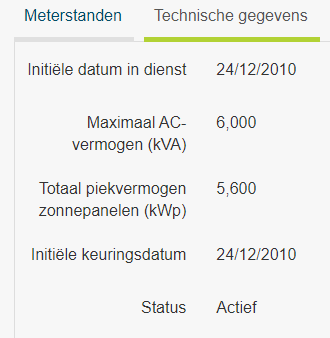 Meterstanden Technische gegevens
Initiële datum in dienst 24/12/2010
Maximaal AC- 6,000
vermogen (kVA)
Totaal piekvermogen 5,600
zonnepanelen (kWp)
Initiële keuringsdatum 24/12/2010
Status Actief